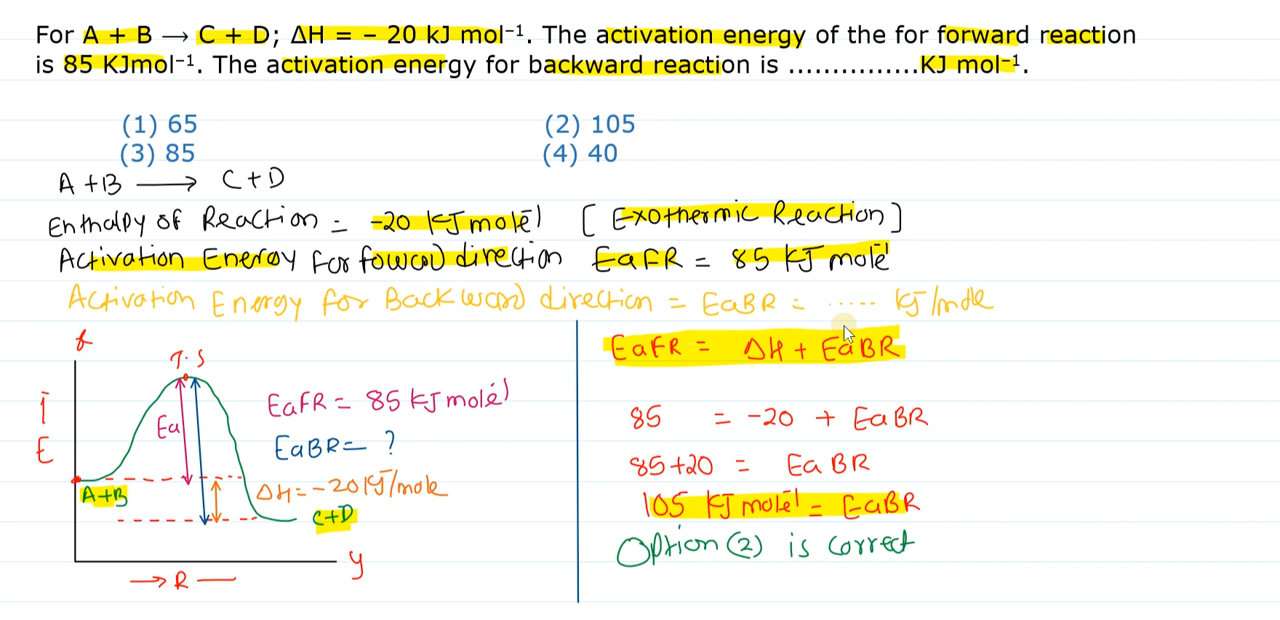 For A + B → C + D; ΔH = − 20 kJ mol⁻¹. The activation energy of the for forward reaction
is 85 KJmol⁻¹. The activation energy for backward reaction is ……………KJ mol⁻¹.
(1) 65 (2) 105
(3) 85 (4) 40
A + B → C + D
Enthalpy of Reaction = -20 KJ mole⁻¹ [Exothermic Reaction]
Activation Energy for foward direction EaFR = 85 KJ mole⁻¹
Activation Energy for Backward direction = EaBR = ..... KJ/mole
T.S
E
Ea
EaFR = 85 KJ mole⁻¹
EaBR = ?
ΔH = -20 KJ/mole
A+B
C+D
→ R —
y
EaFR = ΔH + EaBR
85 = -20 + EaBR
85+20 = EaBR
105 KJ mole⁻¹ = EaBR
Option (2) is correct